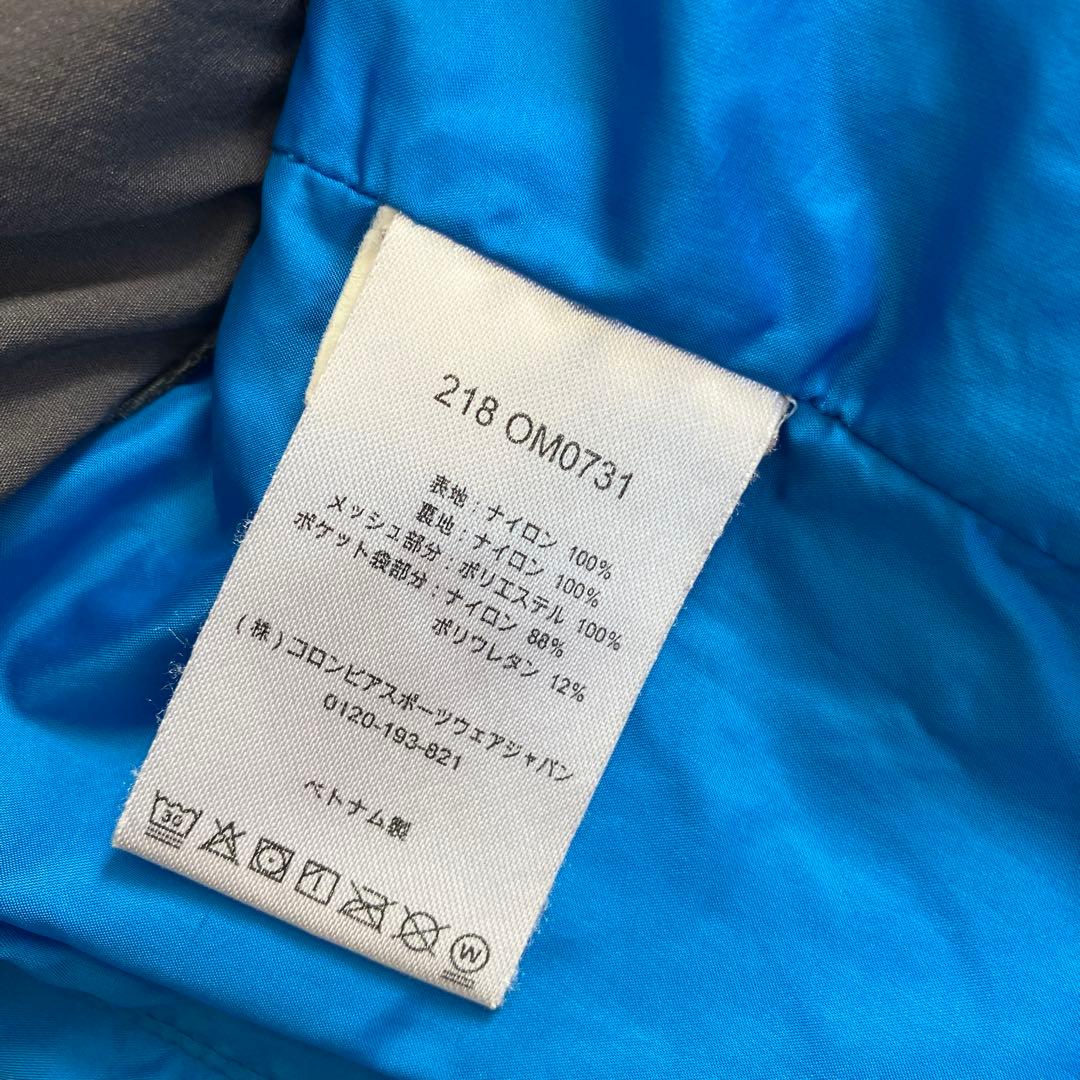 218 OM0731
表地：ナイロン 100%
裏地：ナイロン 100%
メッシュ部分：ポリエステル 100%
ポケット袋部分：ナイロン 88%
ポリウレタン 12%
(株)コロンビアスポーツウェアジャパン
0120-193-821
ベトナム製
30
W